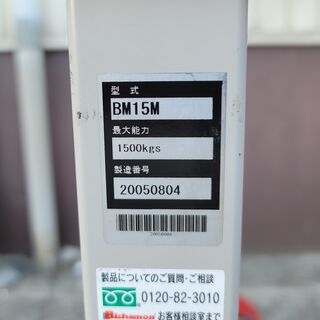 型式
BM15M
最大能力
1500kgs
製造番号
20050804
20050804
製品についてのご質問・ご相談
0120-82-3010
Bishamon お客様相談室まで